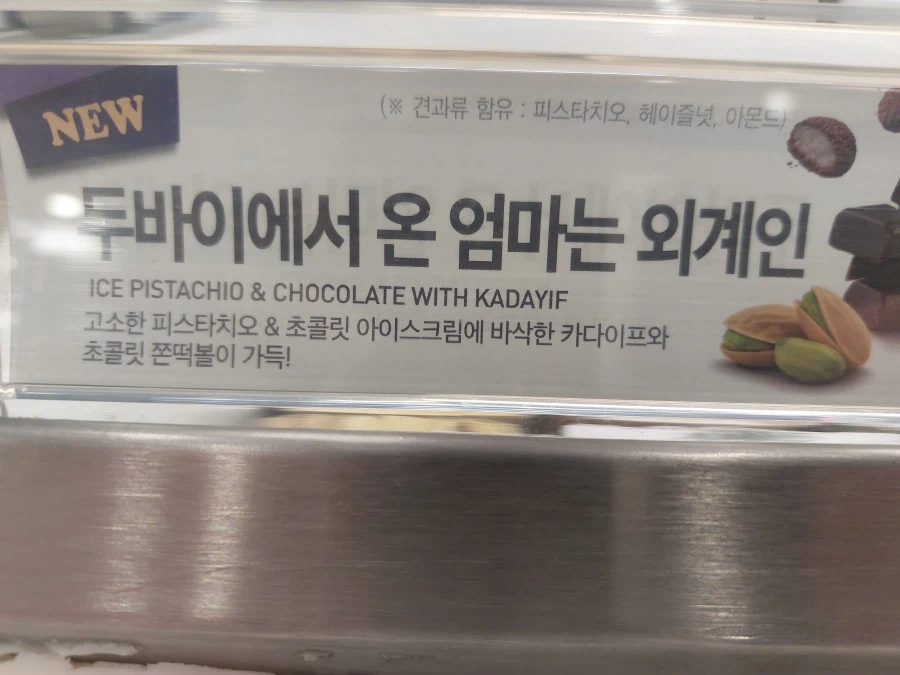 NEW
(※ 견과류 함유 : 피스타치오, 헤이즐넛, 아몬드)
두바이에서 온 엄마는 외계인
ICE PISTACHIO & CHOCOLATE WITH KADAYIF
고소한 피스타치오 & 초콜릿 아이스크림에 바삭한 카다이프와
초콜릿 쫀떡볼이 가득!